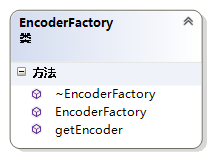 EncoderFactory
类
方法
~EncoderFactory
EncoderFactory
getEncoder